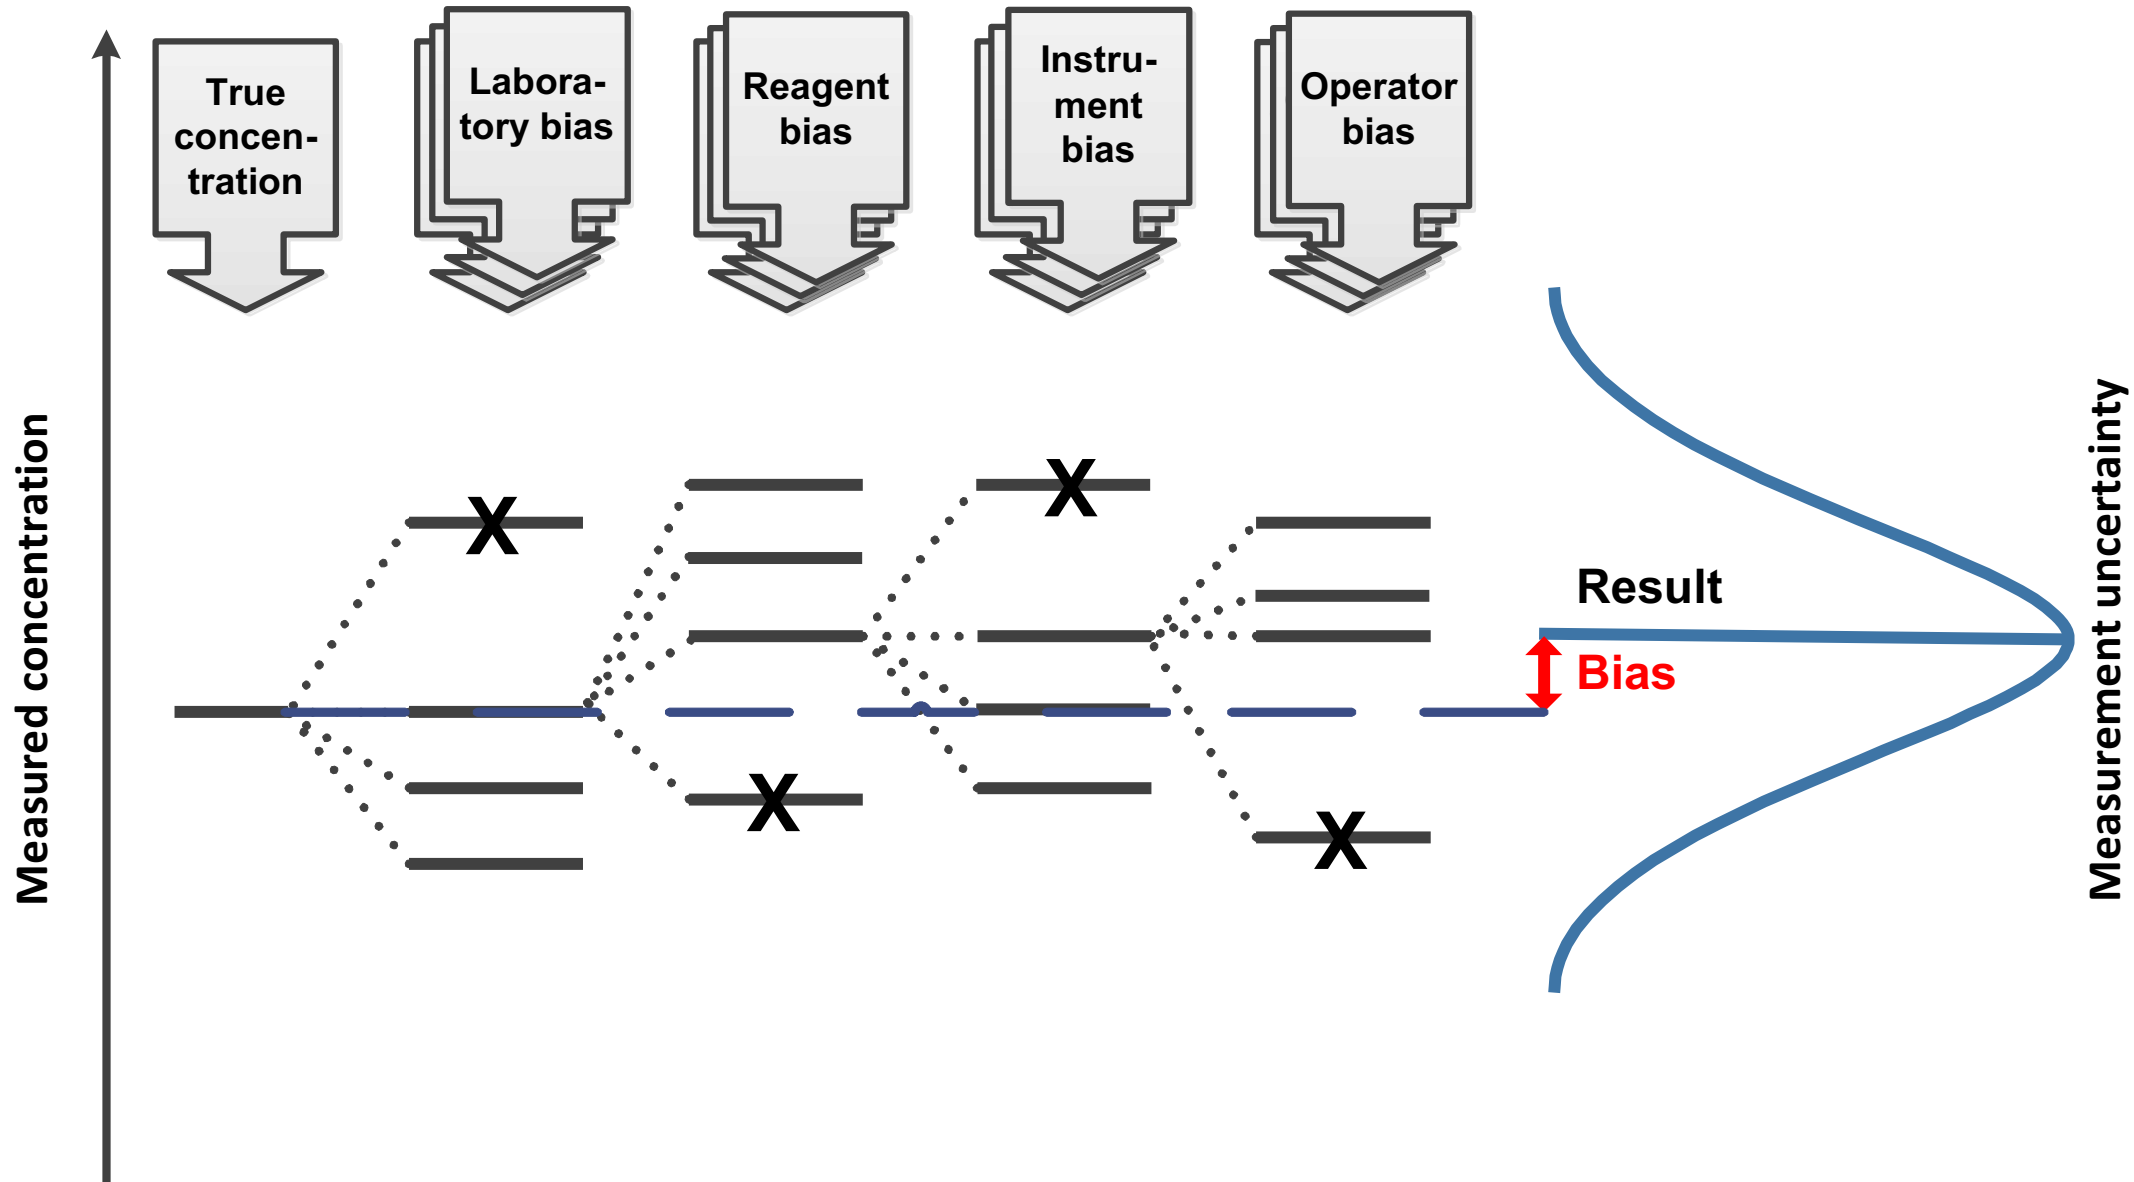 True
concen-
tration
Labora-
tory bias
Reagent
bias
Instru-
ment
bias
Operator
bias
Measured concentration
X
X
X
X
Result
Bias
Measurement uncertainty